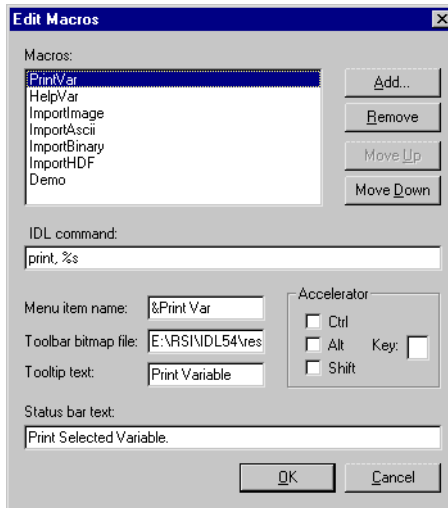 Edit Macros
Macros:
PrintVar
HelpVar
ImportImage
ImportAscii
ImportBinary
ImportHDF
Demo
Add...
Remove
Move Up
Move Down
IDL command:
print, %s
Menu item name: &Print Var
Toolbar bitmap file: E:\RSI\IDL54\res
Tooltip text: Print Variable
Accelerator
Ctrl
Alt Key:
Shift
Status bar text:
Print Selected Variable.
OK Cancel